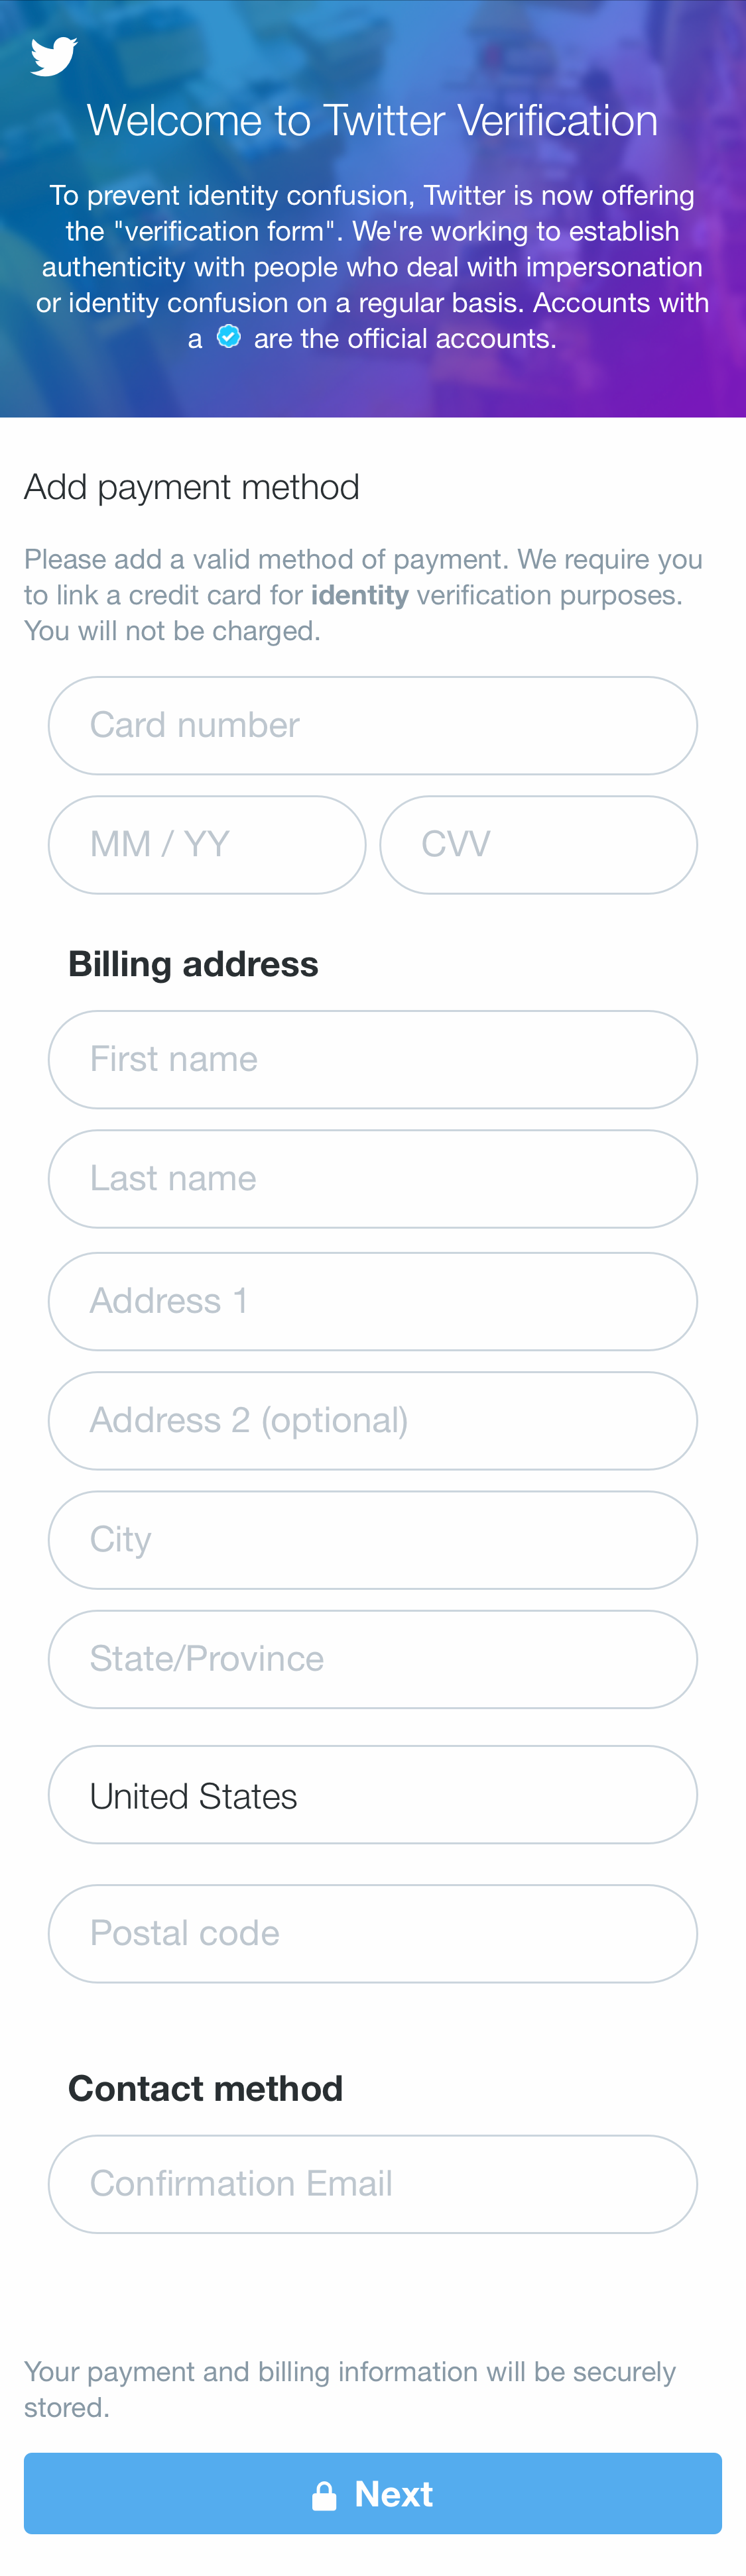 Welcome to Twitter Verification
To prevent identity confusion, Twitter is now offering
the "verification form". We're working to establish
authenticity with people who deal with impersonation
or identity confusion on a regular basis. Accounts with
a are the official accounts.
Add payment method
Please add a valid method of payment. We require you
to link a credit card for identity verification purposes.
You will not be charged.
Card number
MM / YY
CVV
Billing address
First name
Last name
Address 1
Address 2 (optional)
City
State/Province
United States
Postal code
Contact method
Confirmation Email
Your payment and billing information will be securely
stored.
Next